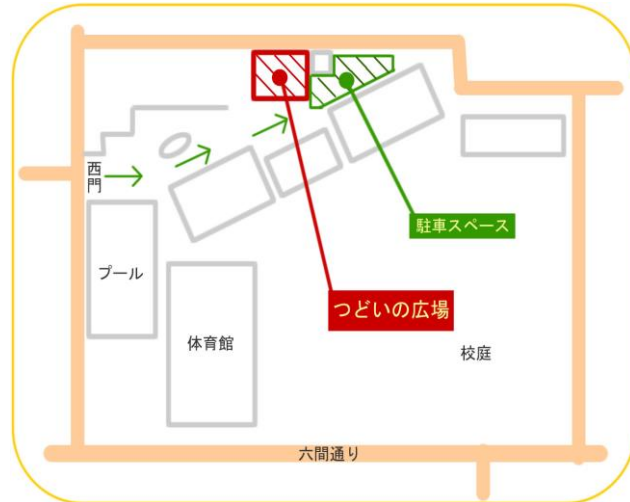 西門
プール
駐車スペース
つどいの広場
体育館
校庭
六間通り